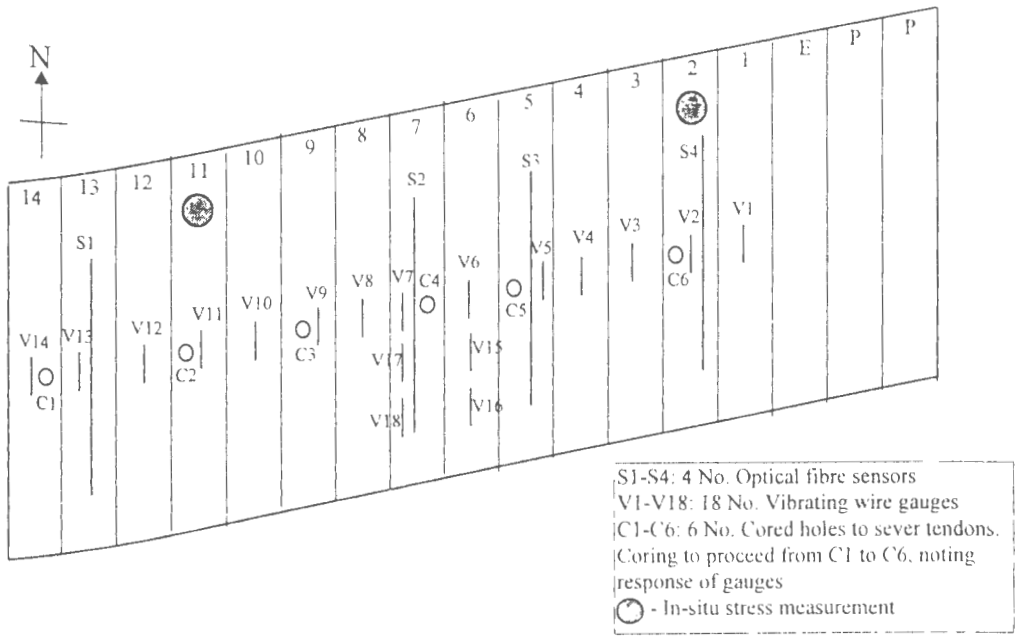 N
14
13
12
11
10
9
8
7
6
5
4
3
2
1
E
P
P
S1
S2
S3
S4
V14
V13
V12
V11
V10
V9
V8
V7
V6
V5
V4
V3
V2
V1
V17
V18
V15
V16
C1
C2
C3
C4
C5
C6
S1-S4: 4 No. Optical fibre sensors
V1-V18: 18 No. Vibrating wire gauges
C1-C6: 6 No. Cored holes to sever tendons.
Coring to proceed from C1 to C6, noting
response of gauges
- In-situ stress measurement